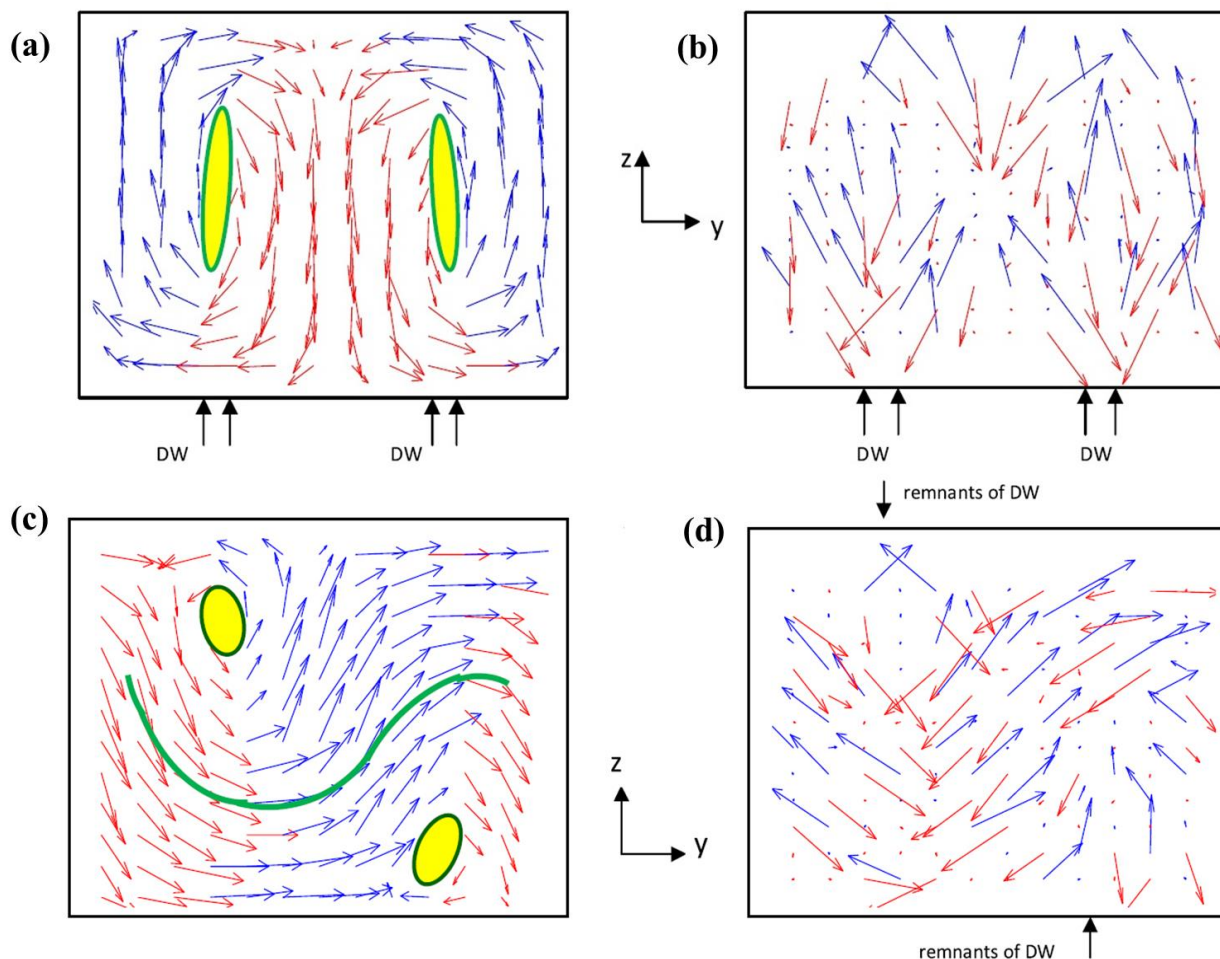 (a)
(b)
z
y
DW
DW
DW
DW
remnants of DW
(c)
(d)
z
y
remnants of DW